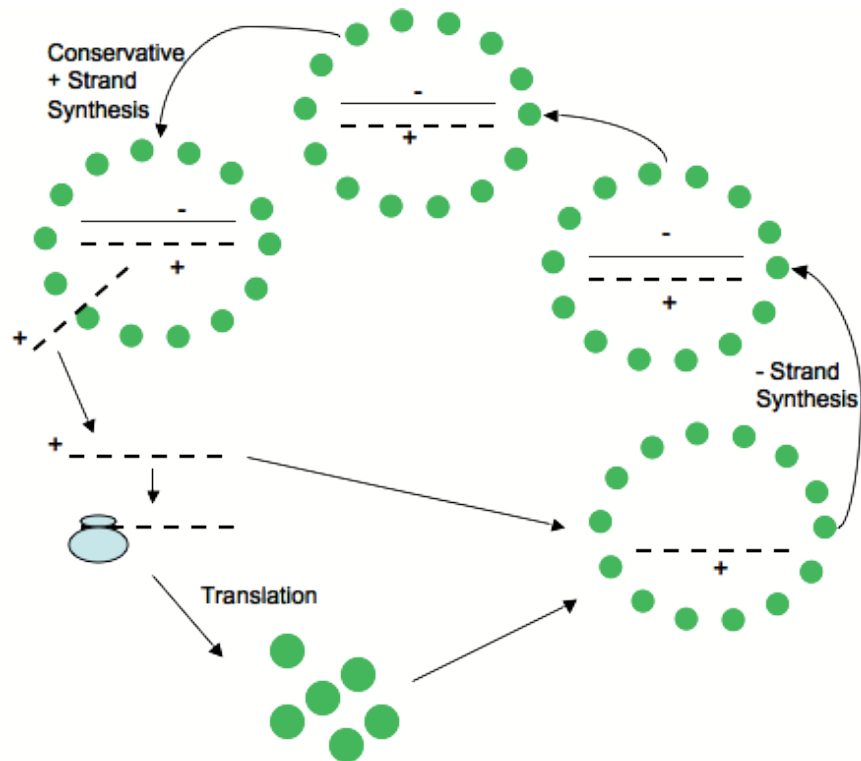 Conservative
+ Strand
Synthesis
-
+
-
+
+
-
+
- Strand
Synthesis
+
+
Translation